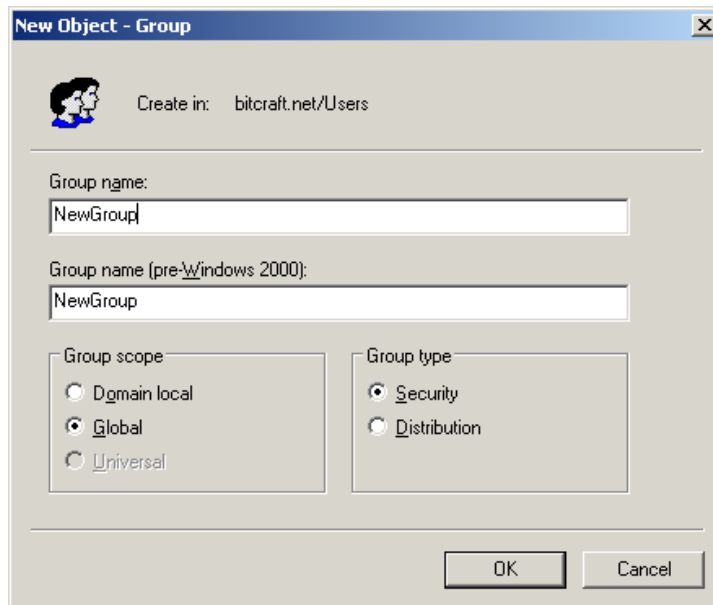 New Object - Group
Create in: bitcraft.net/Users
Group name:
NewGroup
Group name (pre-Windows 2000):
NewGroup
Group scope
Domain local
Global
Universal
Group type
Security
Distribution
OK
Cancel